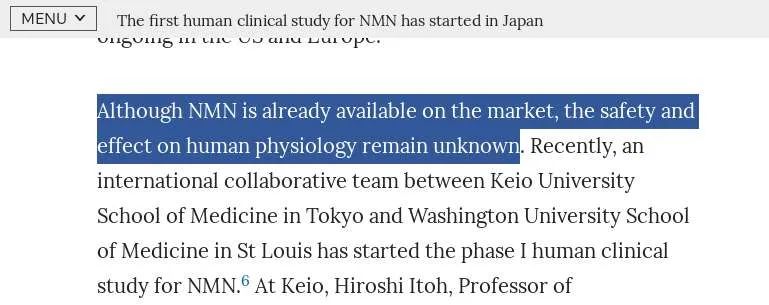 MENU
The first human clinical study for NMN has started in Japan
ongoing in the US and Europe.
Although NMN is already available on the market, the safety and
effect on human physiology remain unknown. Recently, an
international collaborative team between Keio University
School of Medicine in Tokyo and Washington University School
of Medicine in St Louis has started the phase I human clinical
study for NMN.6 At Keio, Hiroshi Itoh, Professor of